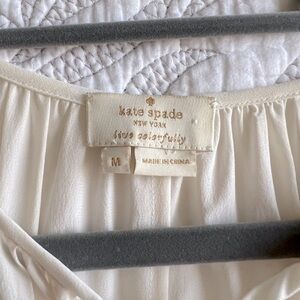 kate spade
NEW YORK
live colorfully
M
MADE IN CHINA